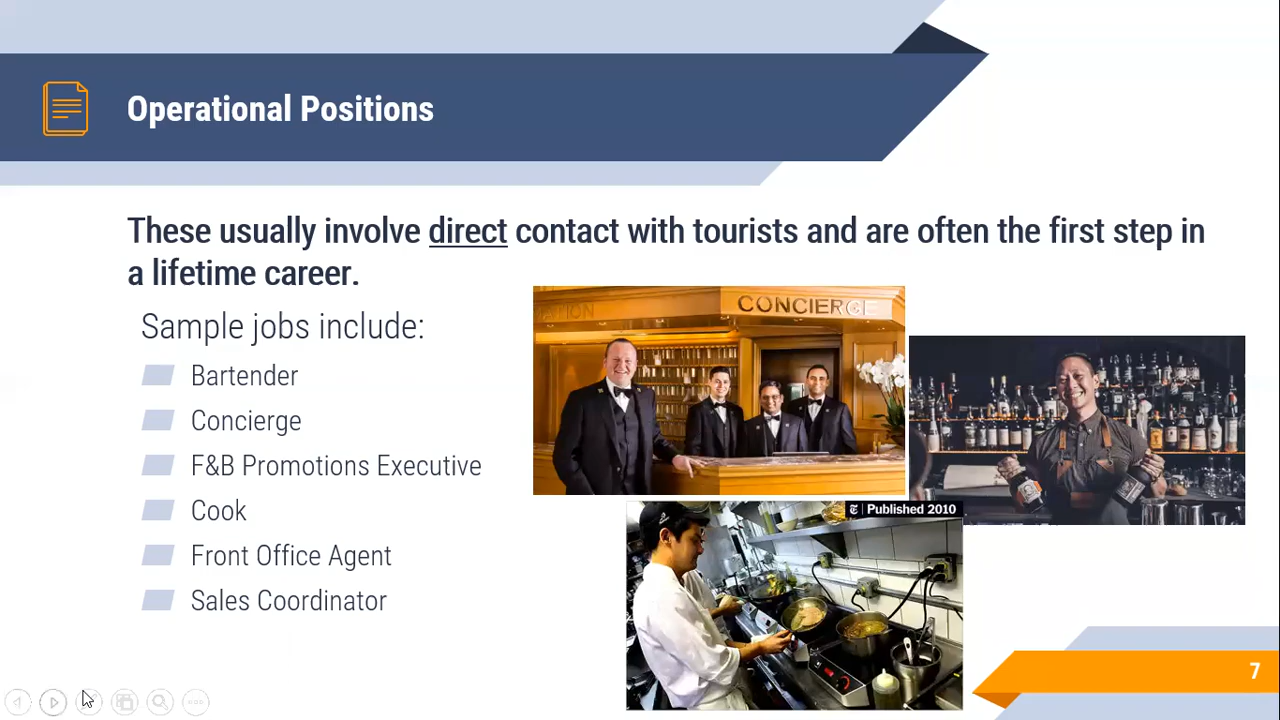 Operational Positions
These usually involve direct contact with tourists and are often the first step in
a lifetime career.
Sample jobs include:
Bartender
Concierge
F&B Promotions Executive
Cook
Front Office Agent
Sales Coordinator
CONCIERGE
T | Published 2010
7